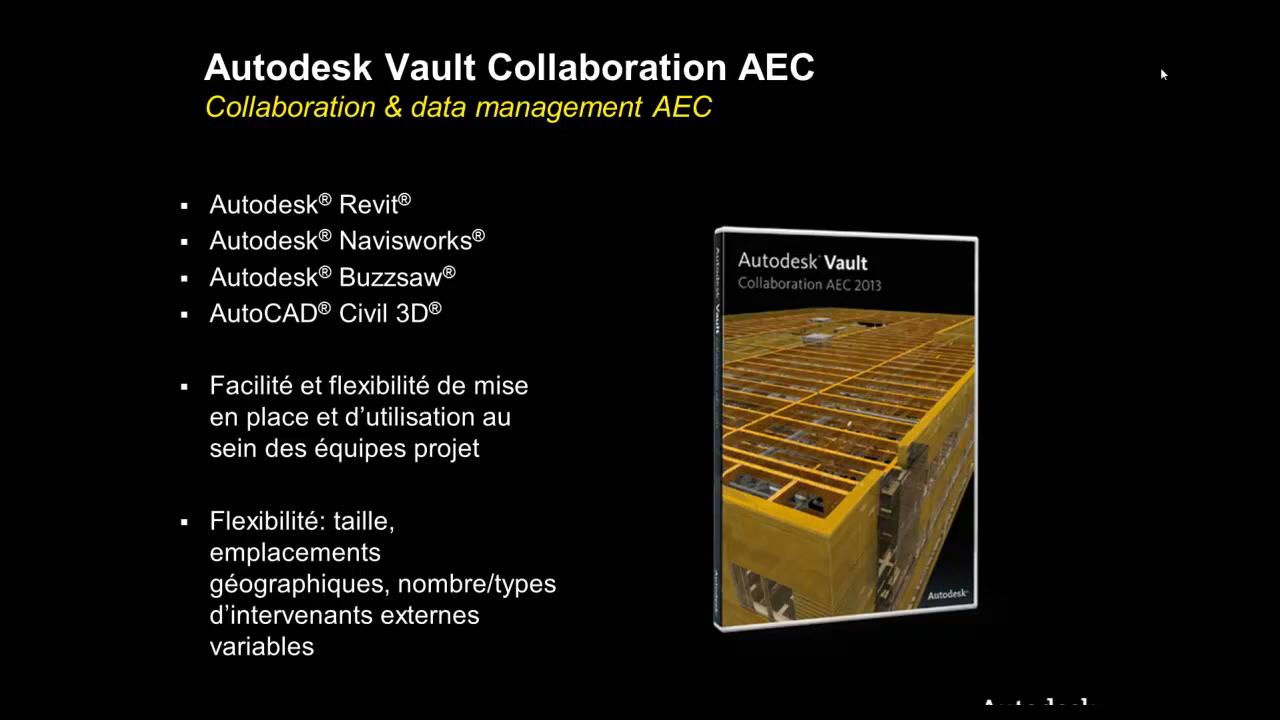 Autodesk Vault Collaboration AEC
Collaboration & data management AEC
▪ Autodesk® Revit®
▪ Autodesk® Navisworks®
▪ Autodesk® Buzzsaw®
▪ AutoCAD® Civil 3D®
▪ Facilité et flexibilité de mise
en place et d’utilisation au
sein des équipes projet
▪ Flexibilité: taille,
emplacements
géographiques, nombre/types
d’intervenants externes
variables
Autodesk® Vault
Collaboration AEC 2013
Autodesk®
Autodesk